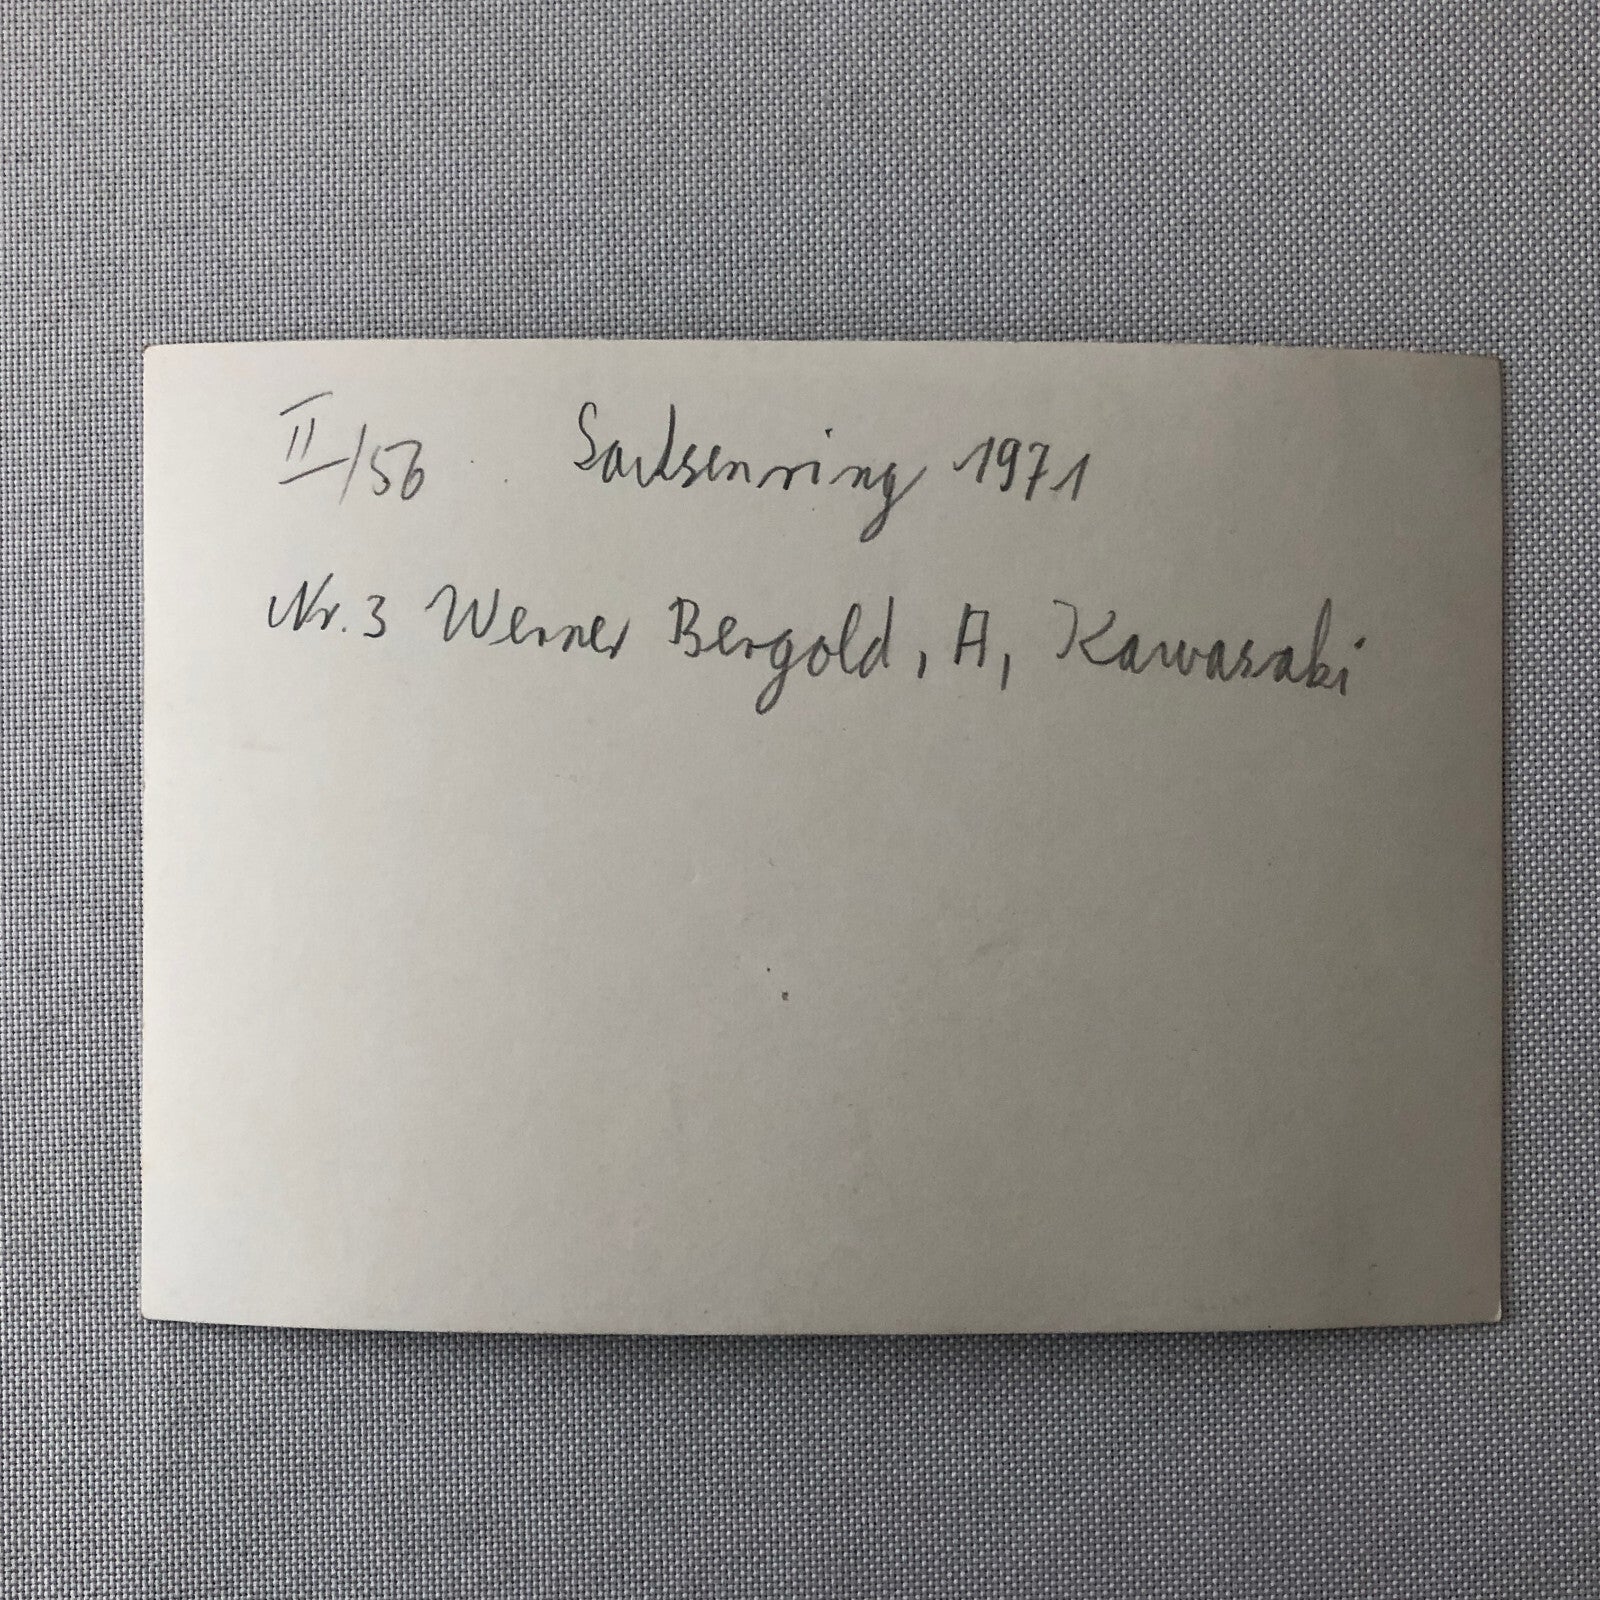 II/56 Sachsenring 1971
Nr. 3 Werner Bergold, A, Kawasaki